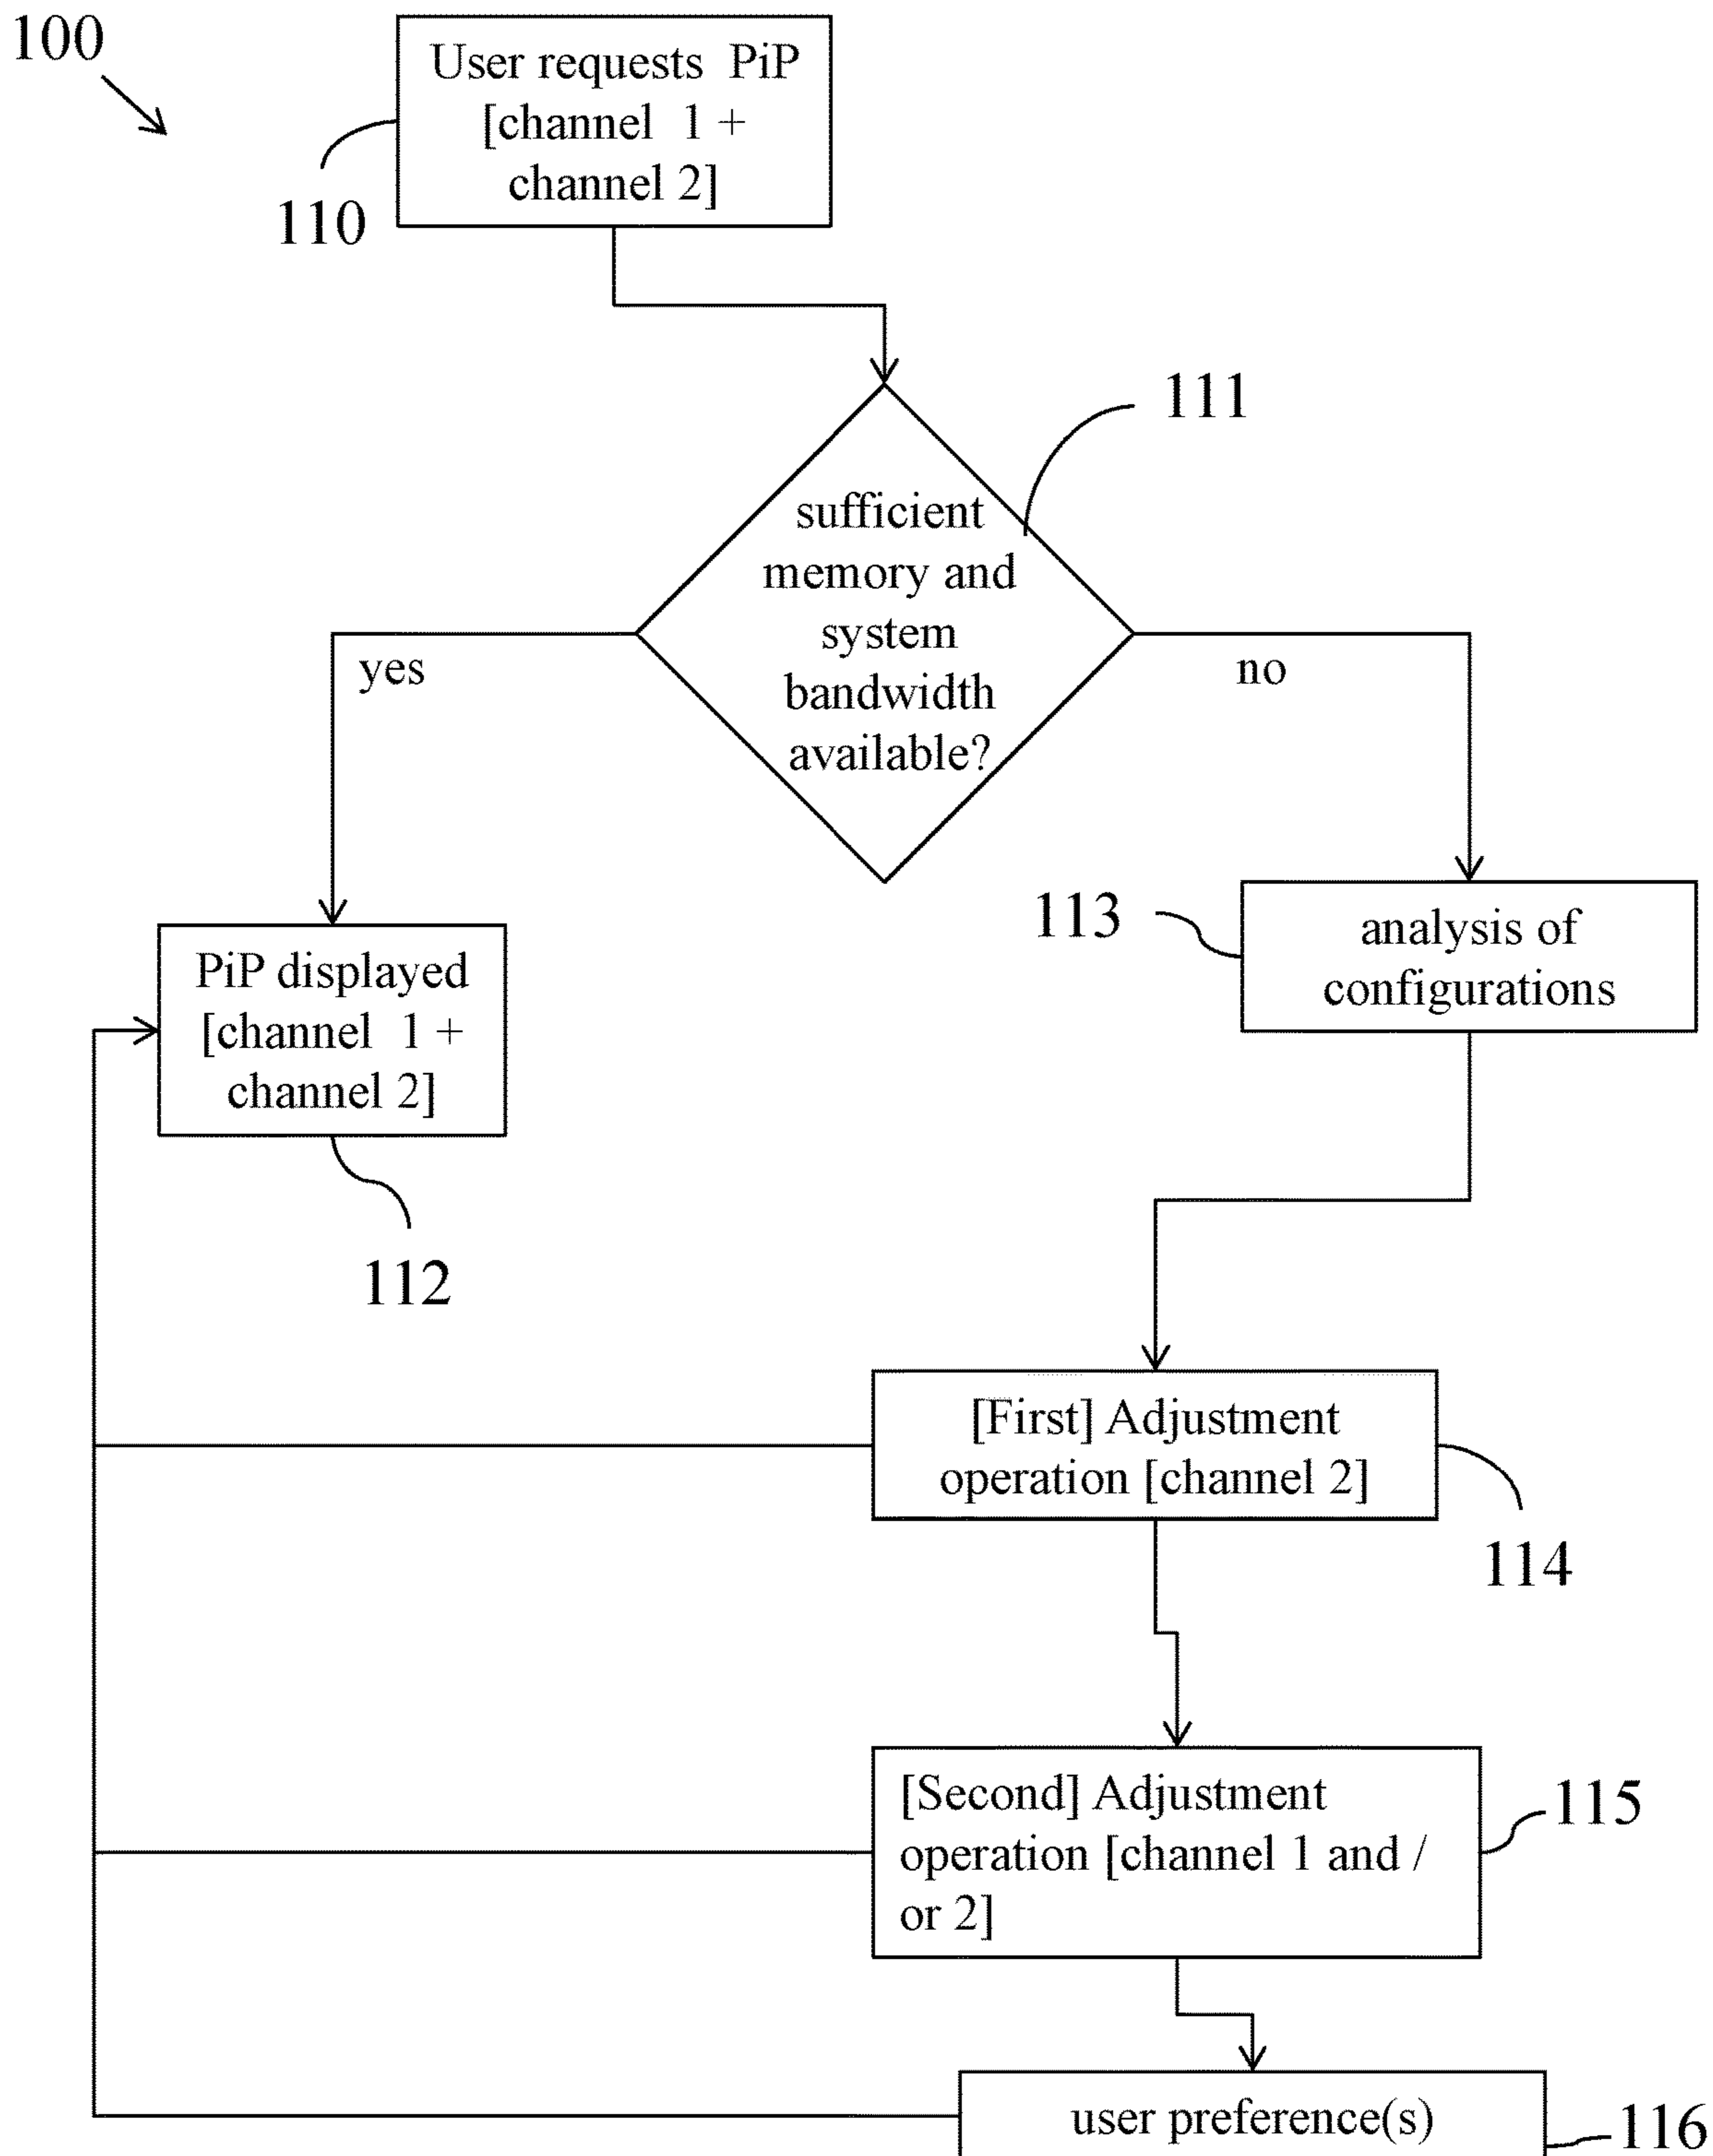 100
User requests PiP
[channel 1 +
channel 2]
110
111
sufficient
memory and
system
bandwidth
available?
yes
no
113
analysis of
configurations
PiP displayed
[channel 1 +
channel 2]
112
[First] Adjustment
operation [channel 2]
114
[Second] Adjustment
operation [channel 1 and /
or 2]
115
user preference(s)
116